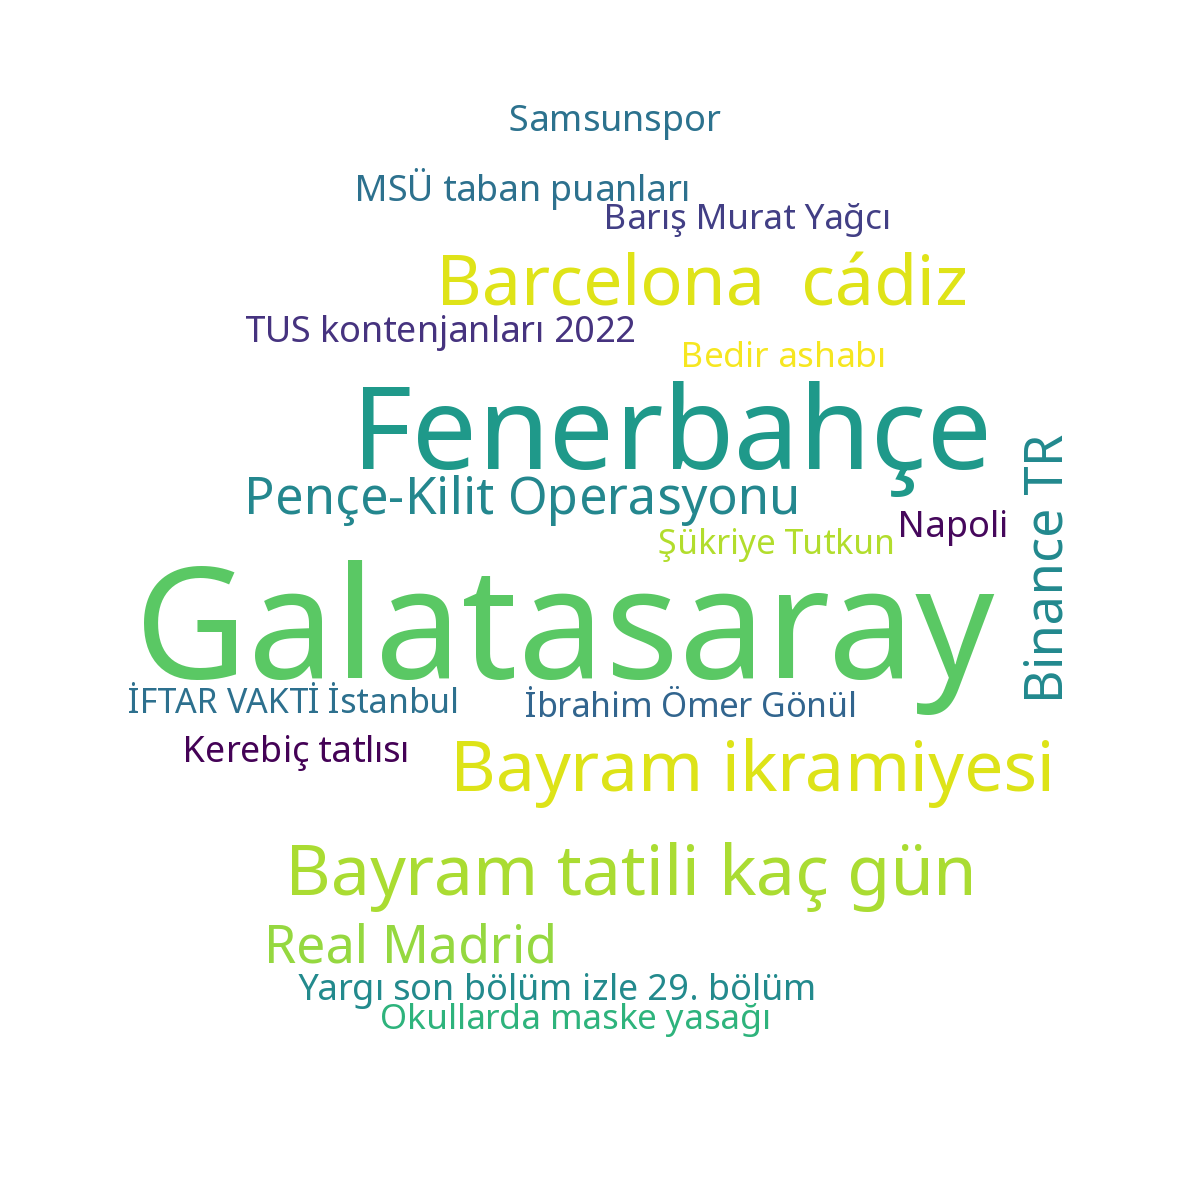 Samsunspor
MSÜ taban puanları
Barış Murat Yağcı
Barcelona cádiz
TUS kontenjanları 2022
Bedir ashabı
Fenerbahçe
Pençe-Kilit Operasyonu
Napoli
Şükriye Tutkun
Binance TR
Galatasaray
İFTAR VAKTİ İstanbul
İbrahim Ömer Gönül
Kerebiç tatlısı
Bayram ikramiyesi
Bayram tatili kaç gün
Real Madrid
Yargı son bölüm izle 29. bölüm
Okullarda maske yasağı